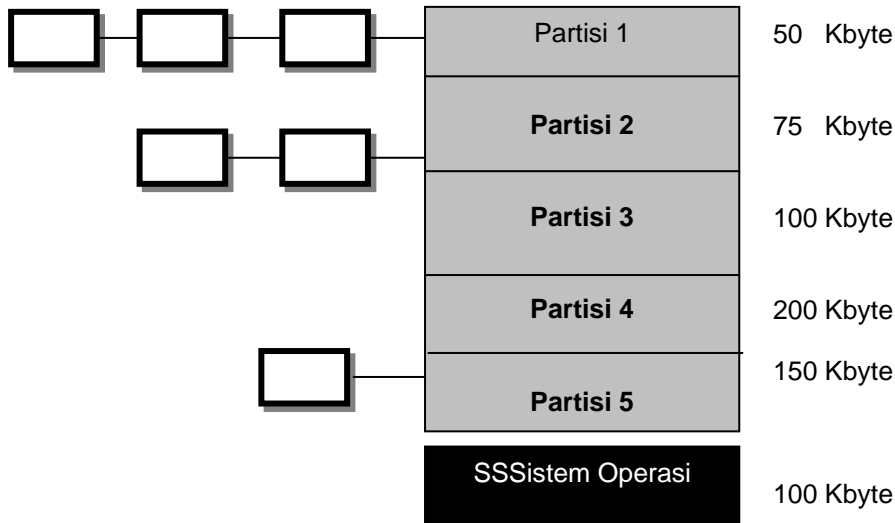 Partisi 1 50 Kbyte
Partisi 2 75 Kbyte
Partisi 3 100 Kbyte
Partisi 4 200 Kbyte
150 Kbyte
Partisi 5
SSSistem Operasi
100 Kbyte